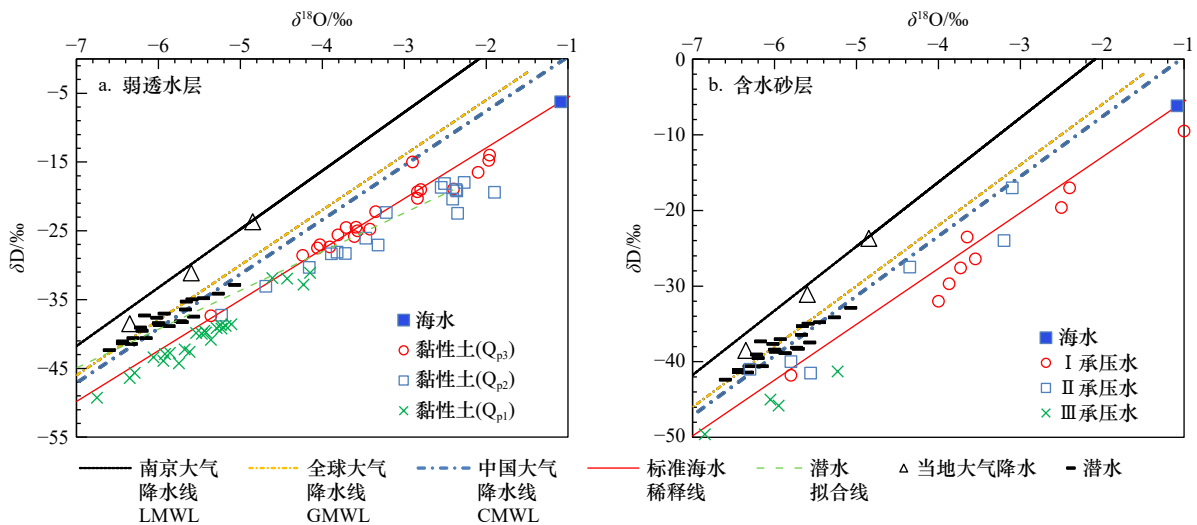 δ¹⁸O/‰
−7 −6 −5 −4 −3 −2 −1
−5
−15
−25
−35
−45
−55
δD/‰
a. 弱透水层
海水
黏性土(Qp3)
黏性土(Qp2)
黏性土(Qp1)
δ¹⁸O/‰
−7 −6 −5 −4 −3 −2 −1
0
−10
−20
−30
−40
−50
δD/‰
b. 含水砂层
海水
Ⅰ承压水
Ⅱ承压水
Ⅲ承压水
南京大气
降水线
LMWL
全球大气
降水线
GMWL
中国大气
降水线
CMWL
标准海水
稀释线
潜水
拟合线
当地大气降水
潜水